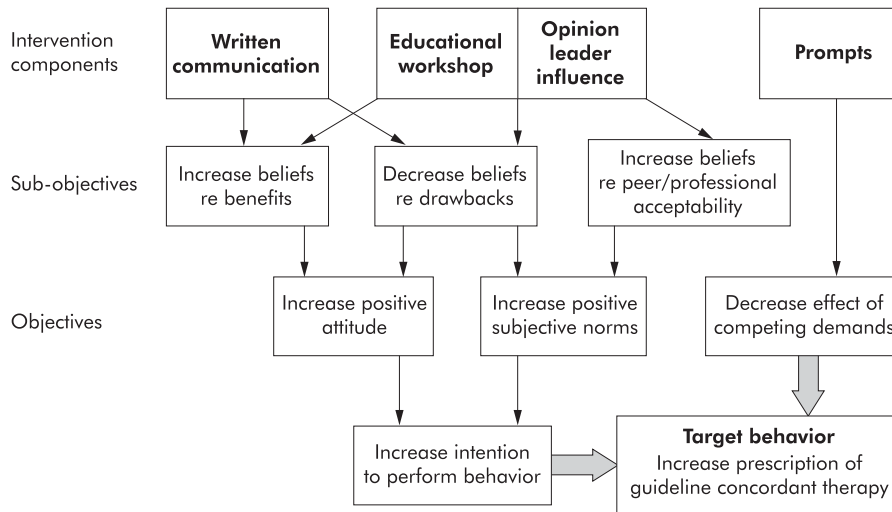 Intervention
components
Written
communication
Educational
workshop
Opinion
leader
influence
Prompts
Sub-objectives
Increase beliefs
re benefits
Decrease beliefs
re drawbacks
Increase beliefs
re peer/professional
acceptability
Objectives
Increase positive
attitude
Increase positive
subjective norms
Decrease effect of
competing demands
Increase intention
to perform behavior
Target behavior
Increase prescription of
guideline concordant therapy